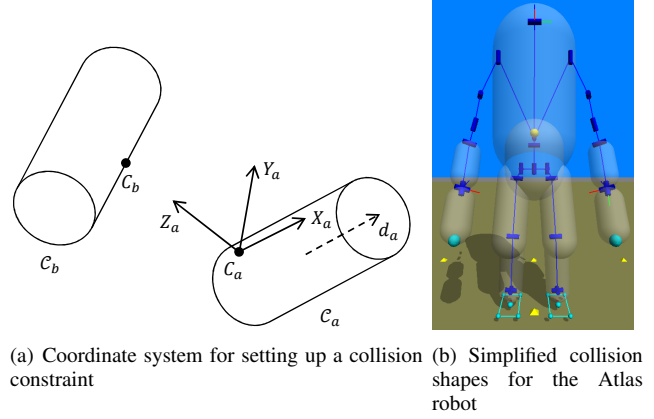 Y_a
C_b
Z_a
X_a
d_a
C_a
𝒞_b
𝒞_a
(a) Coordinate system for setting up a collision constraint
(b) Simplified collision shapes for the Atlas robot